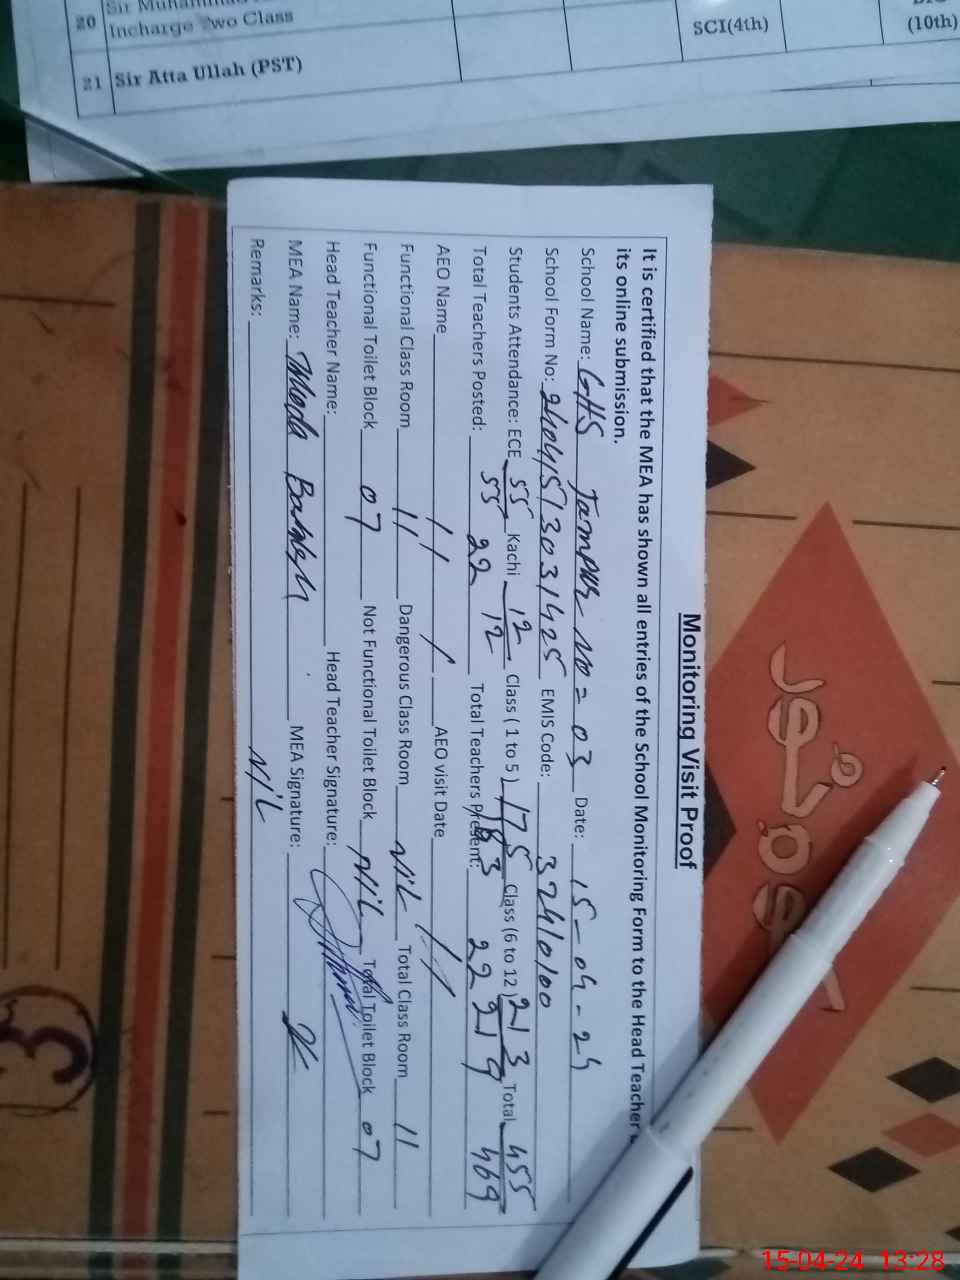 20 Sir Muhammad
Incharge Two Class
SCI(4th)
(10th)
21 Sir Atta Ullah (PST)
Monitoring Visit Proof
It is certified that the MEA has shown all entries of the School Monitoring Form to the Head Teacher
its online submission.
School Name: GHS Jampur NO = 03 Date: 15-04-24
School Form No: EMIS Code: 32410100
Students Attendance: ECE 55/55 Kachi 12/12 Class ( 1 to 5 ) 175/183 Class (6 to 12 ) 213/219 Total 455/469
Total Teachers Posted: 22 Total Teachers Present: 22
AEO Name AEO visit Date
Functional Class Room 11 Dangerous Class Room NIL Total Class Room 11
Functional Toilet Block 07 Not Functional Toilet Block NIL Total Toilet Block 07
Head Teacher Name: Head Teacher Signature:
MEA Name: Bakhsh MEA Signature:
Remarks: NIL
3
15-04-24 13:28